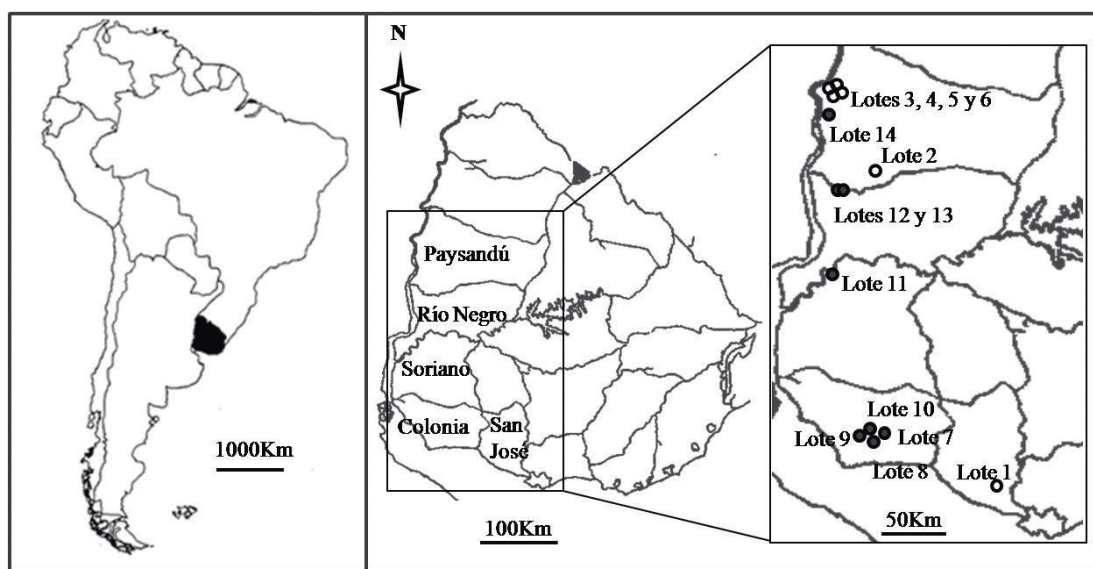 1000Km
N
Paysandú
Río Negro
Soriano
Colonia
San
José
100Km
Lotes 3, 4, 5 y 6
Lote 14
Lote 2
Lotes 12 y 13
Lote 11
Lote 10
Lote 9
Lote 7
Lote 8
Lote 1
50Km